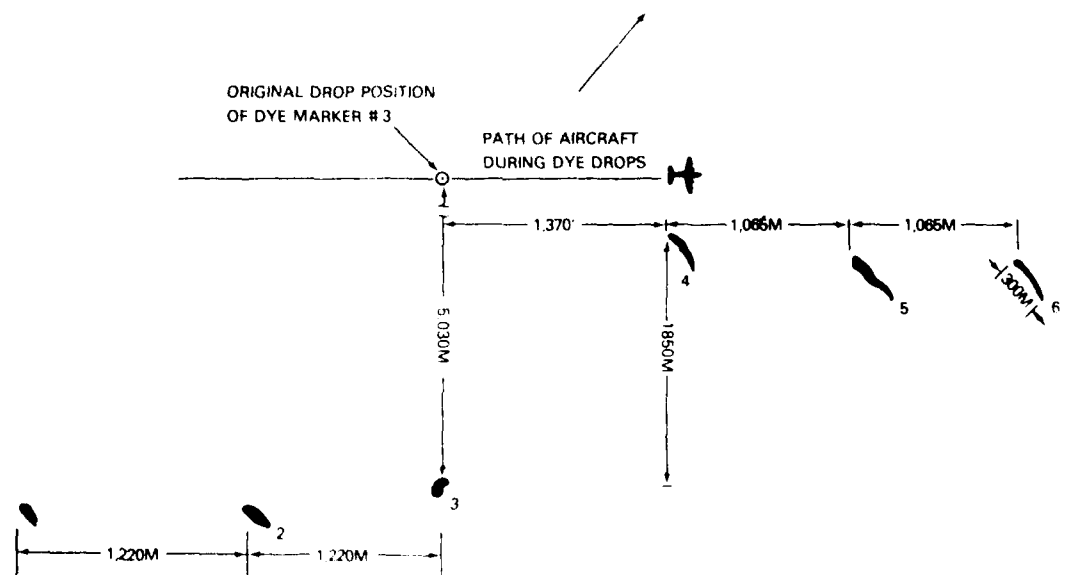 ORIGINAL DROP POSITION
OF DYE MARKER #3
PATH OF AIRCRAFT
DURING DYE DROPS
1,370'
1,065M
1,065M
4
5
300M
6
5,030M
1850M
3
2
1,220M
1,220M